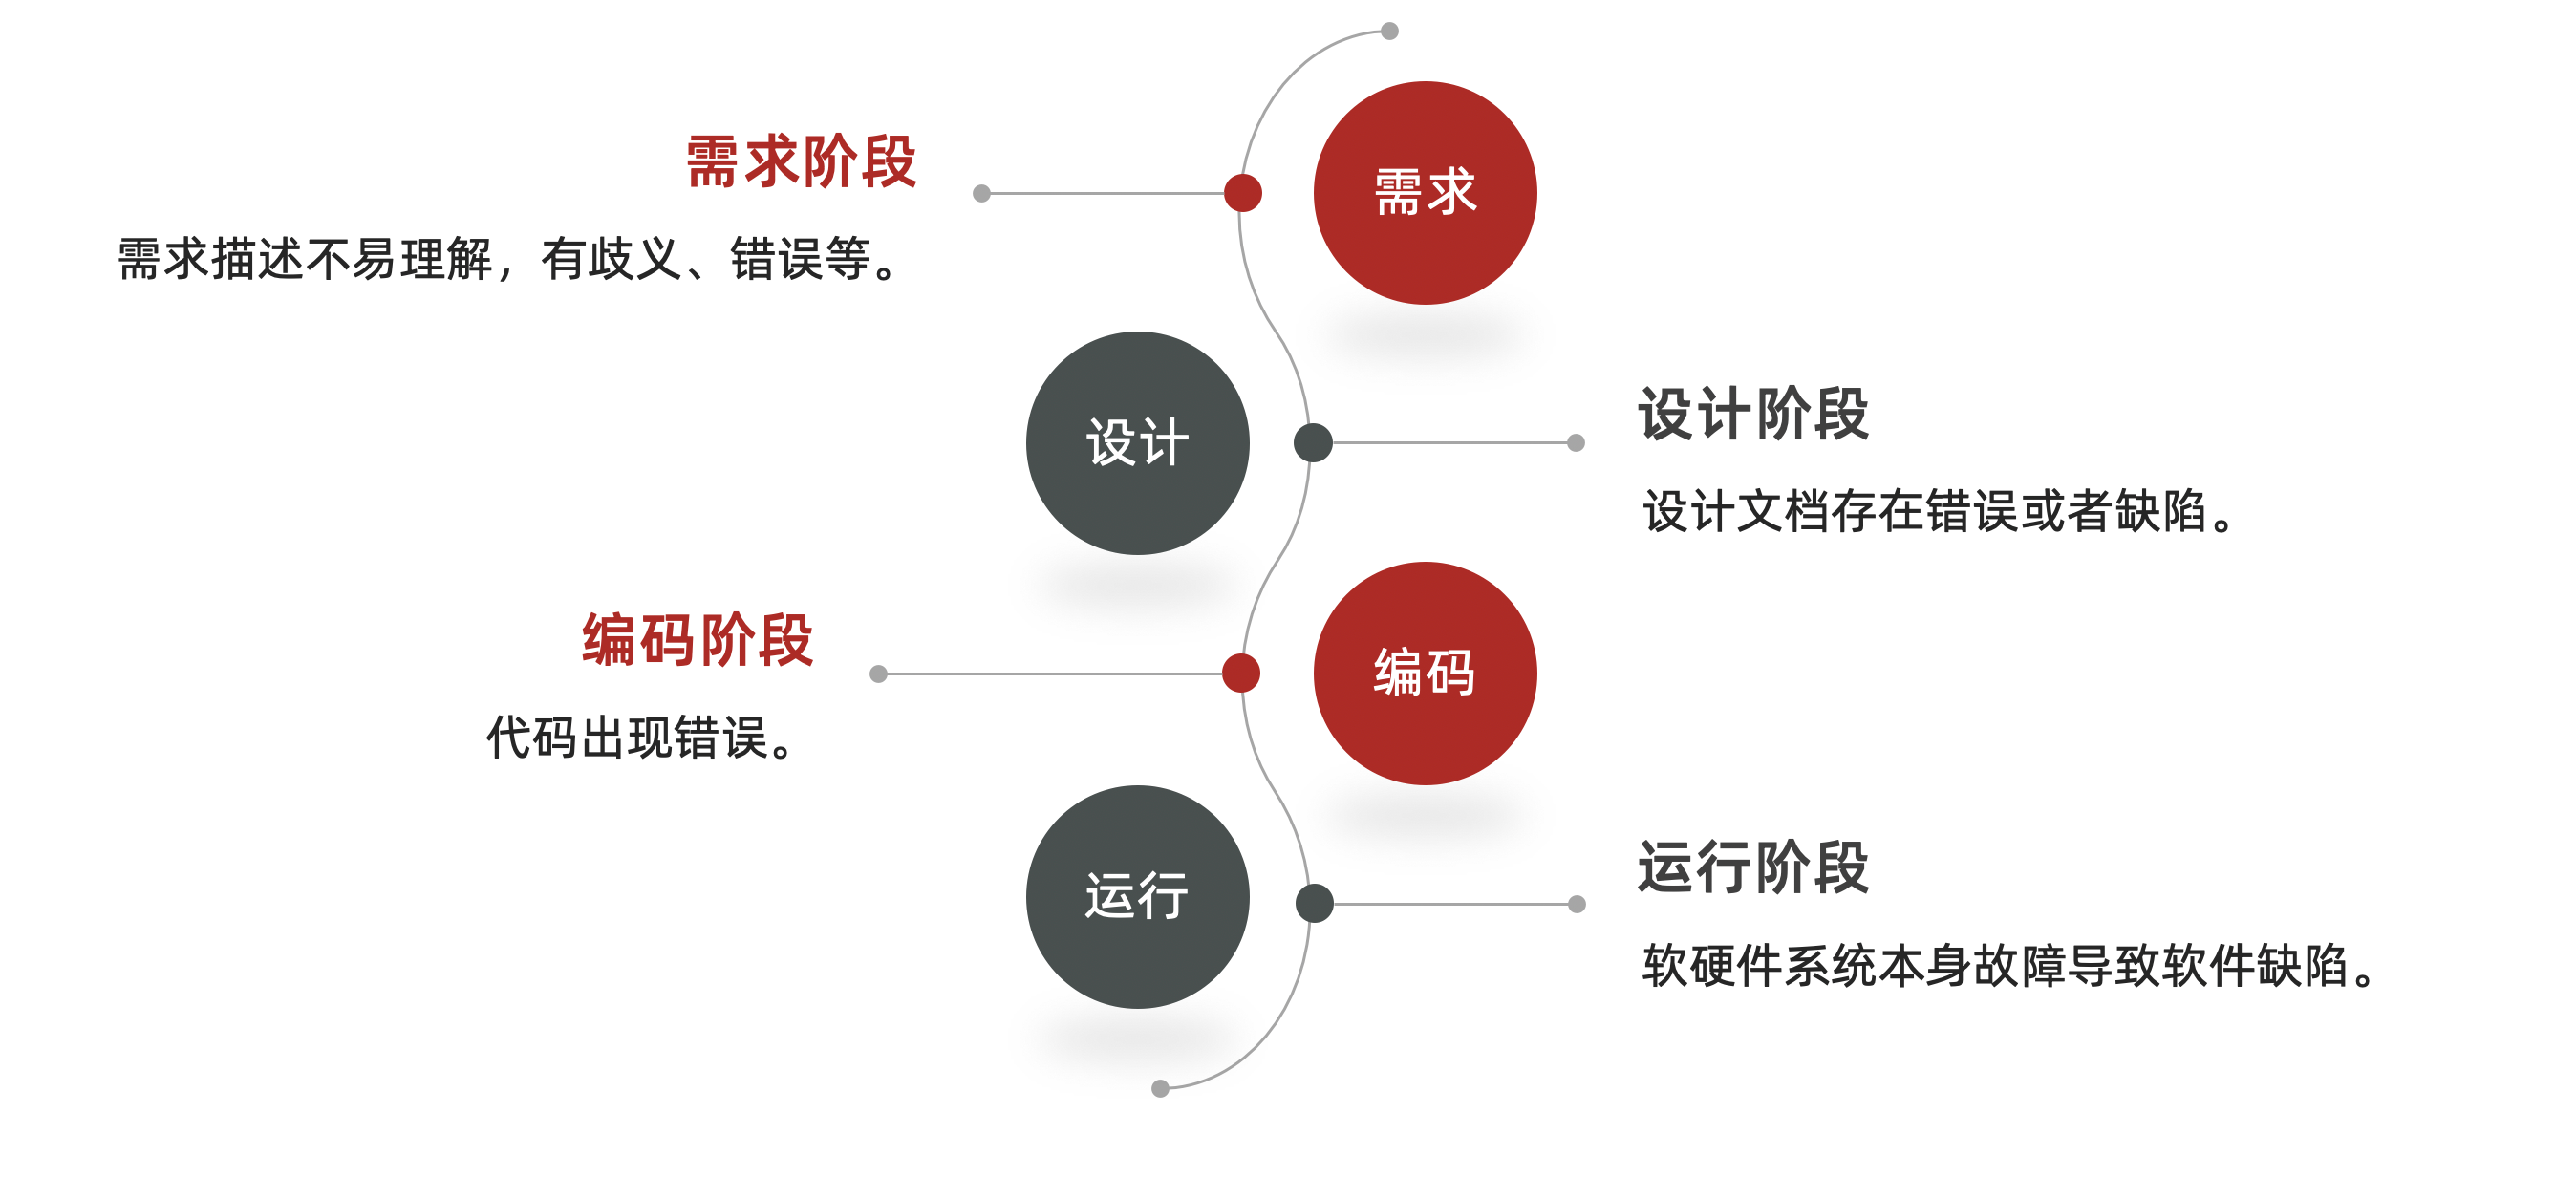 需求阶段
需求描述不易理解，有歧义、错误等。
需求
设计
设计阶段
设计文档存在错误或者缺陷。
编码阶段
代码出现错误。
编码
运行
运行阶段
软硬件系统本身故障导致软件缺陷。